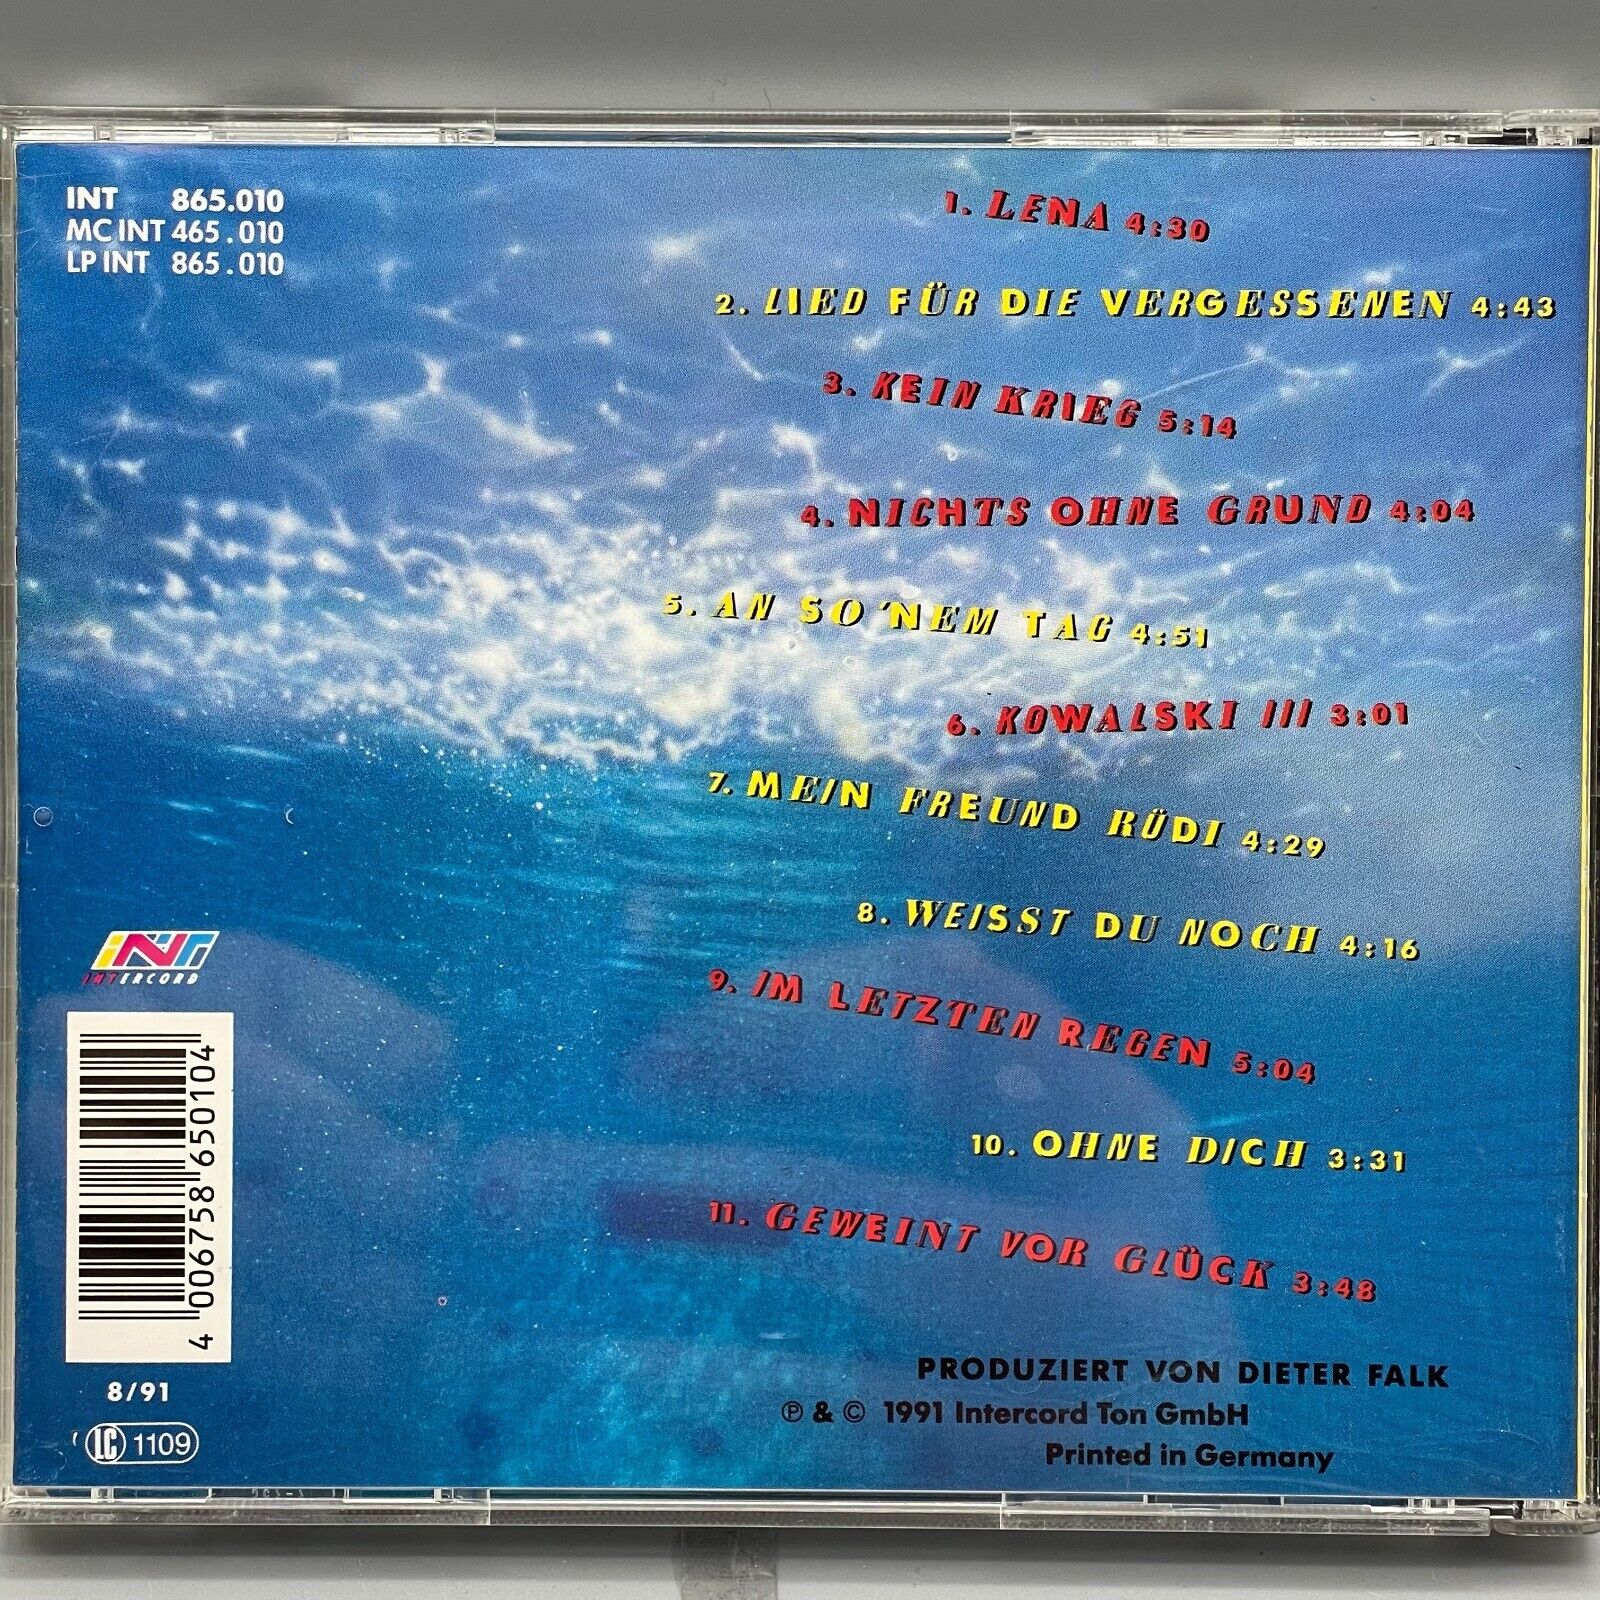 INT 865.010
MC INT 465.010
LP INT 865.010
1. LENA 4:30
2. LIED FÜR DIE VERGESSENEN 4:43
3. KEIN KRIEG 5:14
4. NICHTS OHNE GRUND 4:04
5. AN SO'NEM TAG 4:51
6. KOWALSKI III 3:01
7. MEIN FREUND RÜDI 4:29
8. WEISST DU NOCH 4:16
9. IM LETZTEN REGEN 5:04
10. OHNE DICH 3:31
11. GEWEINT VOR GLÜCK 3:48
INT
INTERCORD
4 006758 650104
8/91
LC 1109
PRODUZIERT VON DIETER FALK
℗ & © 1991 Intercord Ton GmbH
Printed in Germany